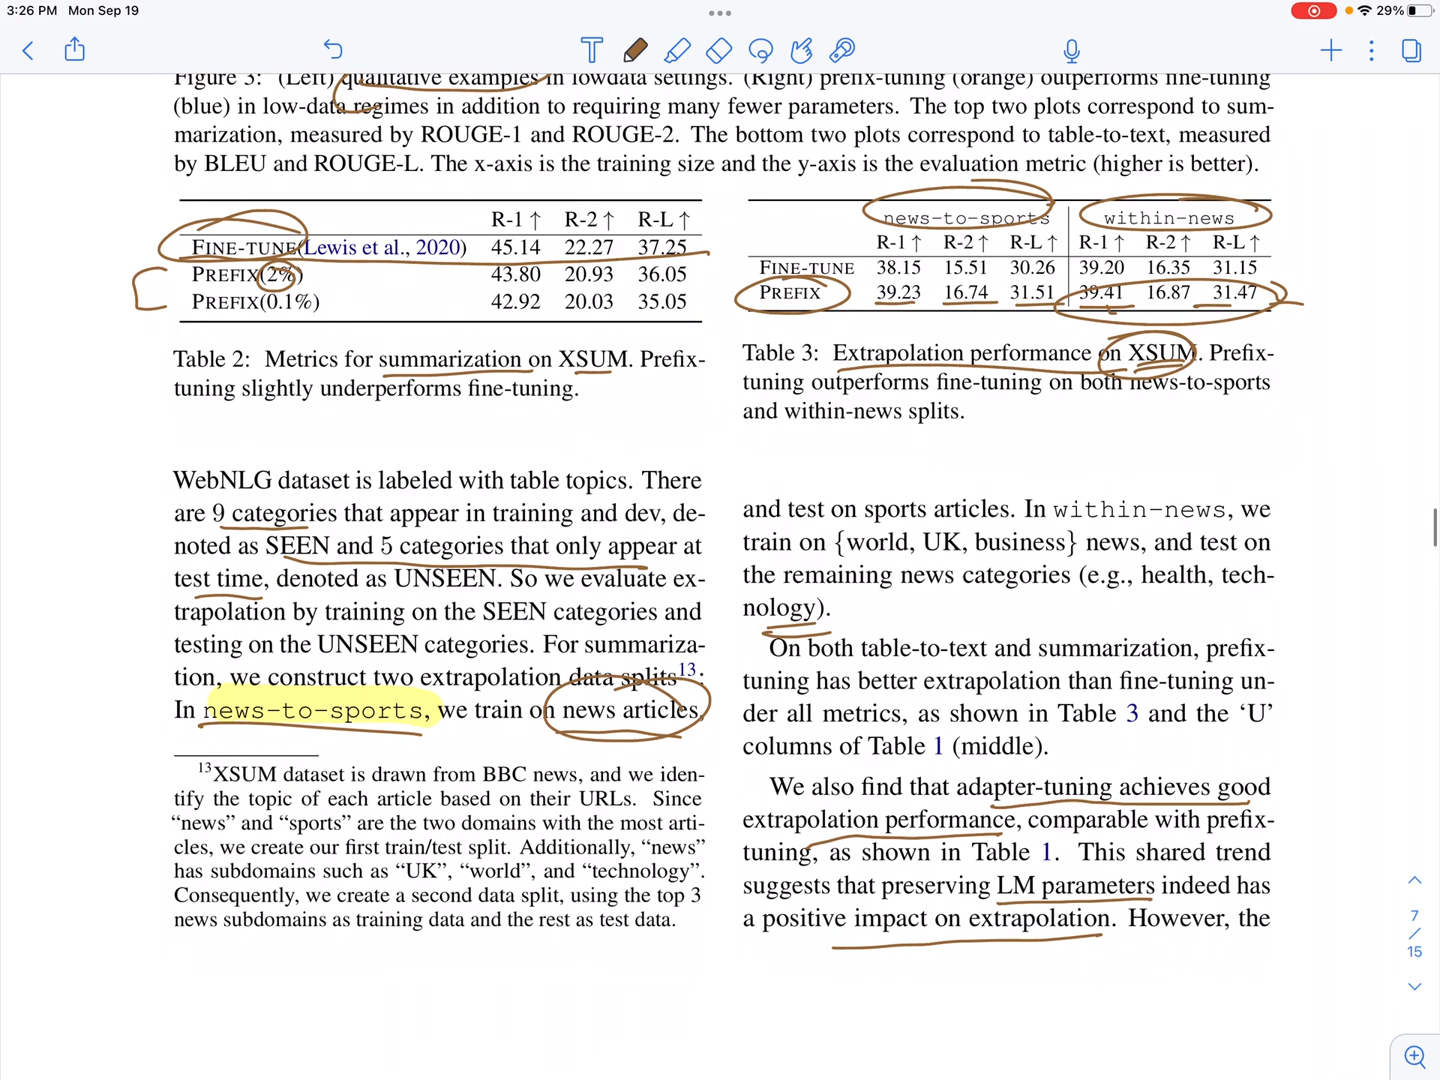 3:26 PM Mon Sep 19
29%
Figure 3: (Left) qualitative examples in lowdata settings. (Right) prefix-tuning (orange) outperforms fine-tuning
(blue) in low-data regimes in addition to requiring many fewer parameters. The top two plots correspond to sum-
marization, measured by ROUGE-1 and ROUGE-2. The bottom two plots correspond to table-to-text, measured
by BLEU and ROUGE-L. The x-axis is the training size and the y-axis is the evaluation metric (higher is better).
R-1 ↑ R-2 ↑ R-L ↑
FINE-TUNE(Lewis et al., 2020) 45.14 22.27 37.25
PREFIX(2%) 43.80 20.93 36.05
PREFIX(0.1%) 42.92 20.03 35.05
Table 2: Metrics for summarization on XSUM. Prefix-
tuning slightly underperforms fine-tuning.
WebNLG dataset is labeled with table topics. There
are 9 categories that appear in training and dev, de-
noted as SEEN and 5 categories that only appear at
test time, denoted as UNSEEN. So we evaluate ex-
trapolation by training on the SEEN categories and
testing on the UNSEEN categories. For summariza-
tion, we construct two extrapolation data splits13:
In news-to-sports, we train on news articles,
13XSUM dataset is drawn from BBC news, and we iden-
tify the topic of each article based on their URLs. Since
“news” and “sports” are the two domains with the most arti-
cles, we create our first train/test split. Additionally, “news”
has subdomains such as “UK”, “world”, and “technology”.
Consequently, we create a second data split, using the top 3
news subdomains as training data and the rest as test data.
news-to-sports within-news
R-1 ↑ R-2 ↑ R-L ↑ R-1 ↑ R-2 ↑ R-L ↑
FINE-TUNE 38.15 15.51 30.26 39.20 16.35 31.15
PREFIX 39.23 16.74 31.51 39.41 16.87 31.47
Table 3: Extrapolation performance on XSUM. Prefix-
tuning outperforms fine-tuning on both news-to-sports
and within-news splits.
and test on sports articles. In within-news, we
train on {world, UK, business} news, and test on
the remaining news categories (e.g., health, tech-
nology).
On both table-to-text and summarization, prefix-
tuning has better extrapolation than fine-tuning un-
der all metrics, as shown in Table 3 and the ‘U’
columns of Table 1 (middle).
We also find that adapter-tuning achieves good
extrapolation performance, comparable with prefix-
tuning, as shown in Table 1. This shared trend
suggests that preserving LM parameters indeed has
a positive impact on extrapolation. However, the
7
/
15